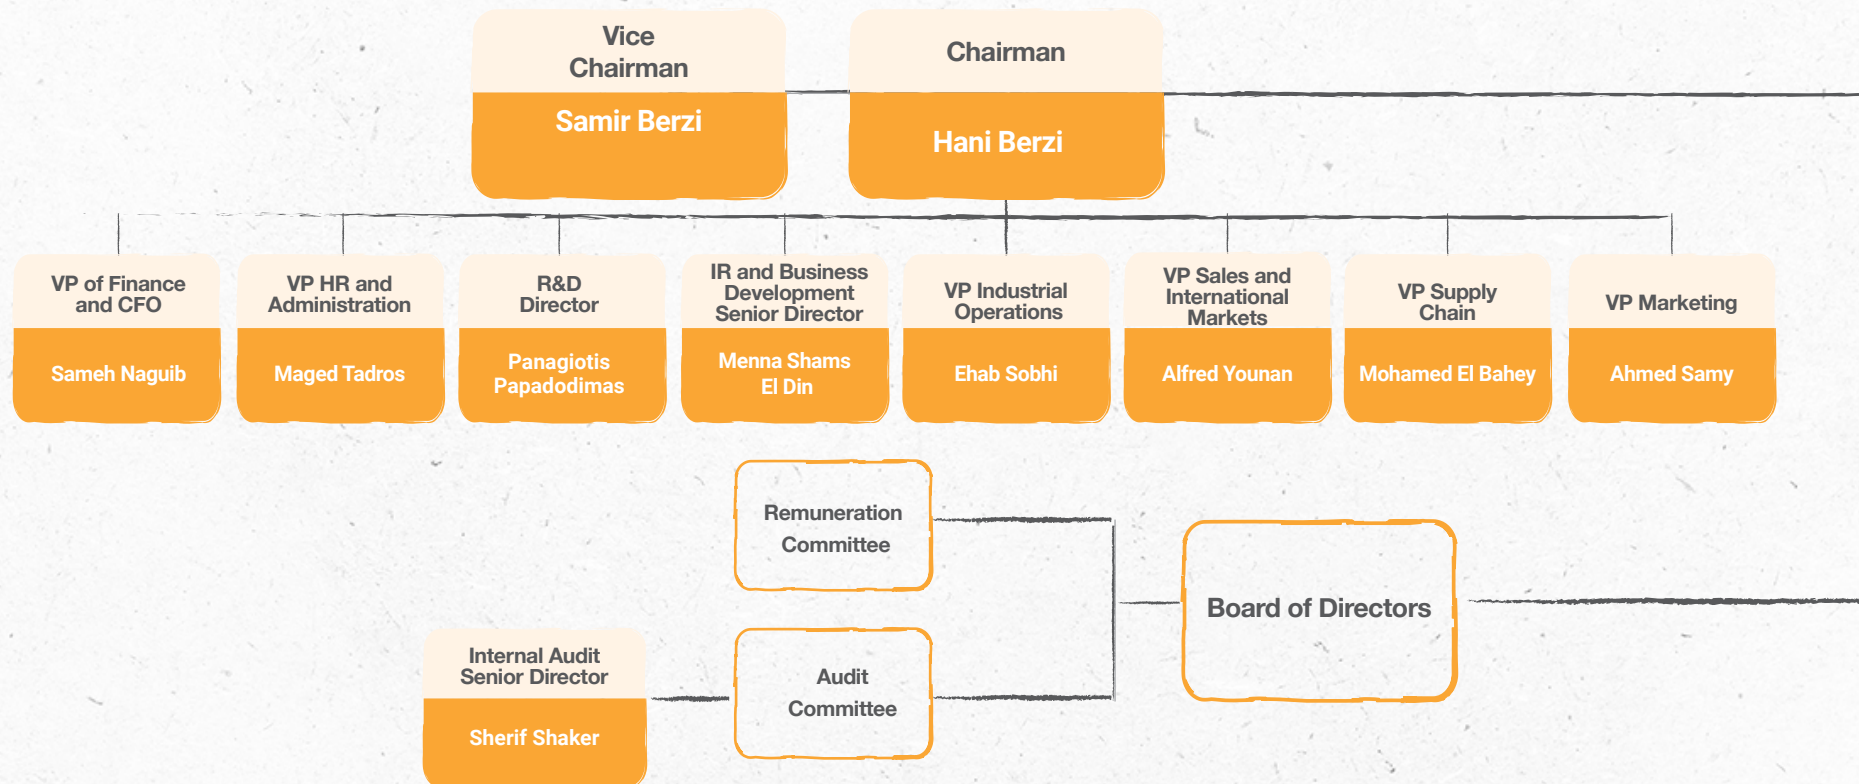 Vice
Chairman
Samir Berzi
Chairman
Hani Berzi
VP of Finance
and CFO
Sameh Naguib
VP HR and
Administration
Maged Tadros
R&D
Director
Panagiotis
Papadodimas
IR and Business
Development
Senior Director
Menna Shams
El Din
VP Industrial
Operations
Ehab Sobhi
VP Sales and
International
Markets
Alfred Younan
VP Supply
Chain
Mohamed El Bahey
VP Marketing
Ahmed Samy
Remuneration
Committee
Board of Directors
Internal Audit
Senior Director
Sherif Shaker
Audit
Committee